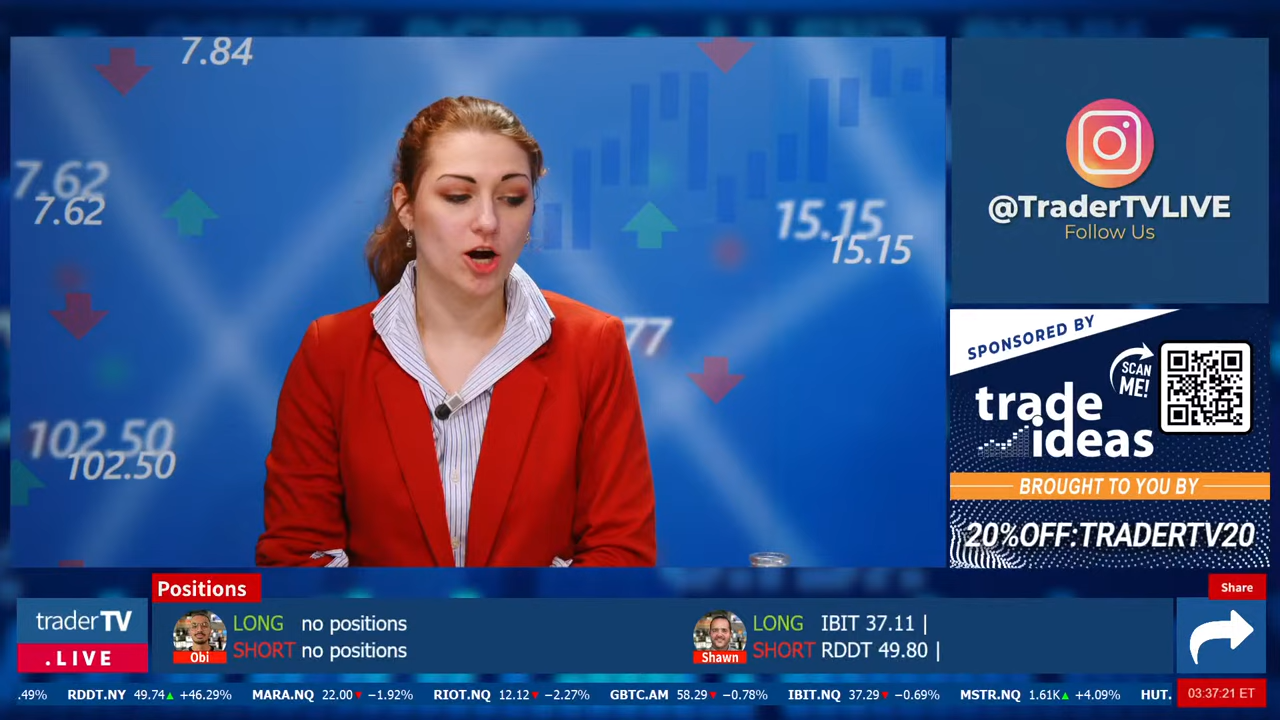 7.84
7.62
7.62
15.15
15.15
77
102.50
102.50
@TraderTVLIVE
Follow Us
SPONSORED BY
SCAN ME!
trade
ideas
BROUGHT TO YOU BY
20%OFF:TRADERTV20
Positions
Share
traderTV
.LIVE
LONG no positions
SHORT no positions
Obi
LONG IBIT 37.11 |
SHORT RDDT 49.80 |
Shawn
.49% RDDT.NY 49.74▲ +46.29% MARA.NQ 22.00▼ −1.92% RIOT.NQ 12.12▼ −2.27% GBTC.AM 58.29▼ −0.78% IBIT.NQ 37.29▼ −0.69% MSTR.NQ 1.61K▲ +4.09% HUT.
03:37:21 ET